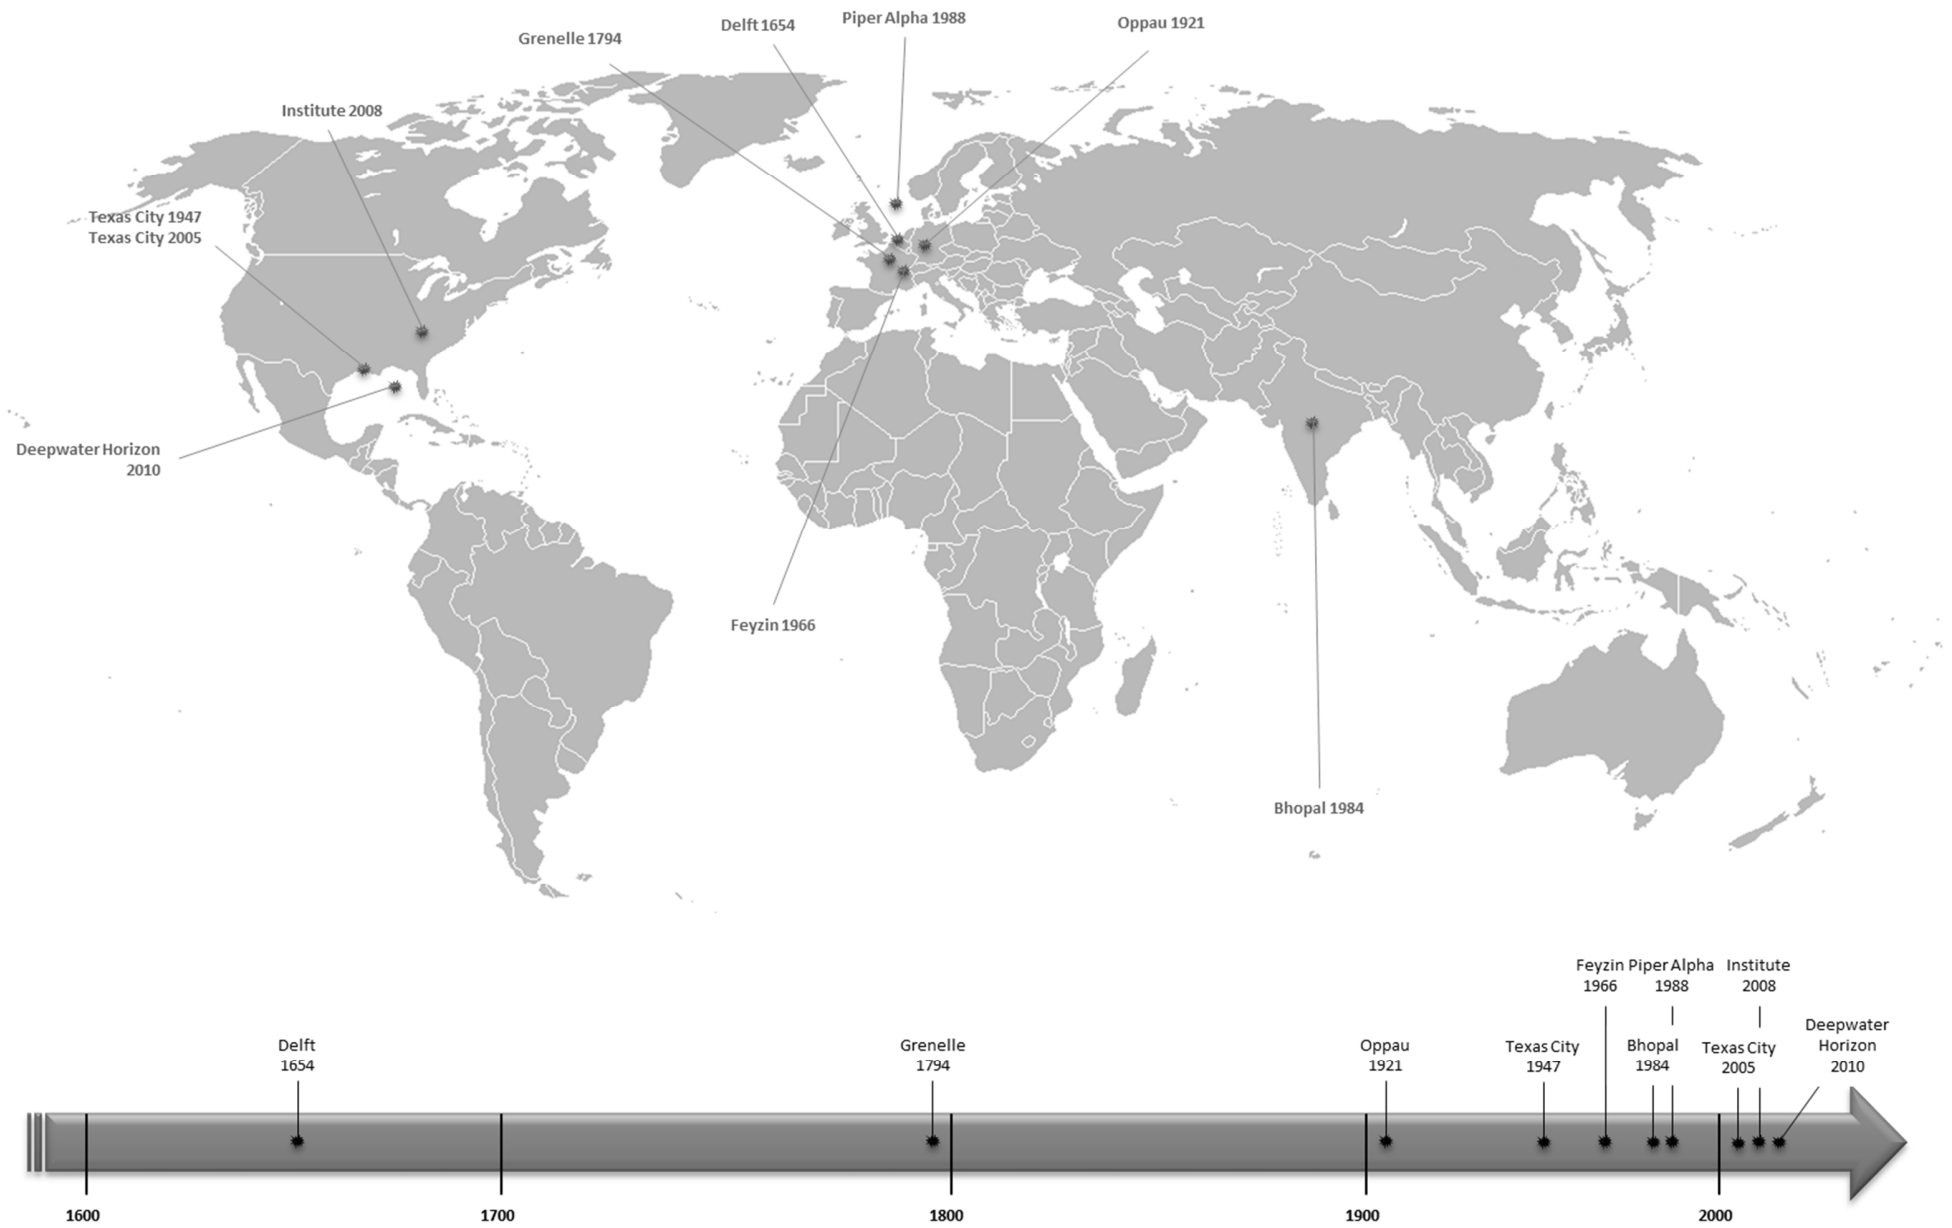 Piper Alpha 1988
Delft 1654
Oppau 1921
Grenelle 1794
Institute 2008
Texas City 1947
Texas City 2005
Deepwater Horizon
2010
Feyzin 1966
Bhopal 1984
Feyzin Piper Alpha Institute
1966 1988 2008
Deepwater
Delft Grenelle Oppau Texas City Bhopal Texas City Horizon
1654 1794 1921 1947 1984 2005 2010
1600 1700 1800 1900 2000